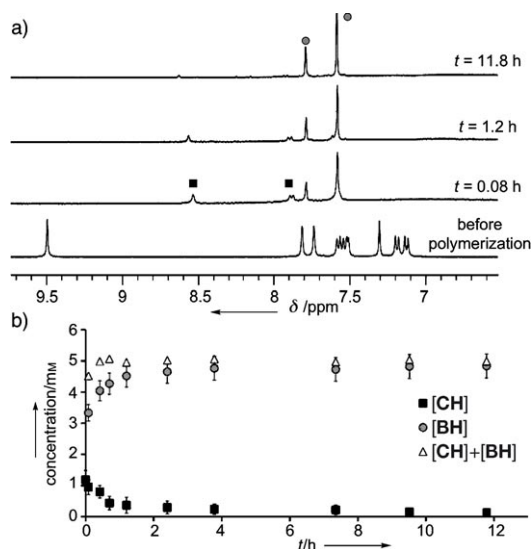 a)
t = 11.8 h
t = 1.2 h
t = 0.08 h
before
polymerization
9.5 9 8.5 8 7.5 7
δ /ppm
b)
6
5
4
3
2
1
0
concentration/mM
[CH]
[BH]
[CH]+[BH]
0 2 4 6 8 10 12
t/h